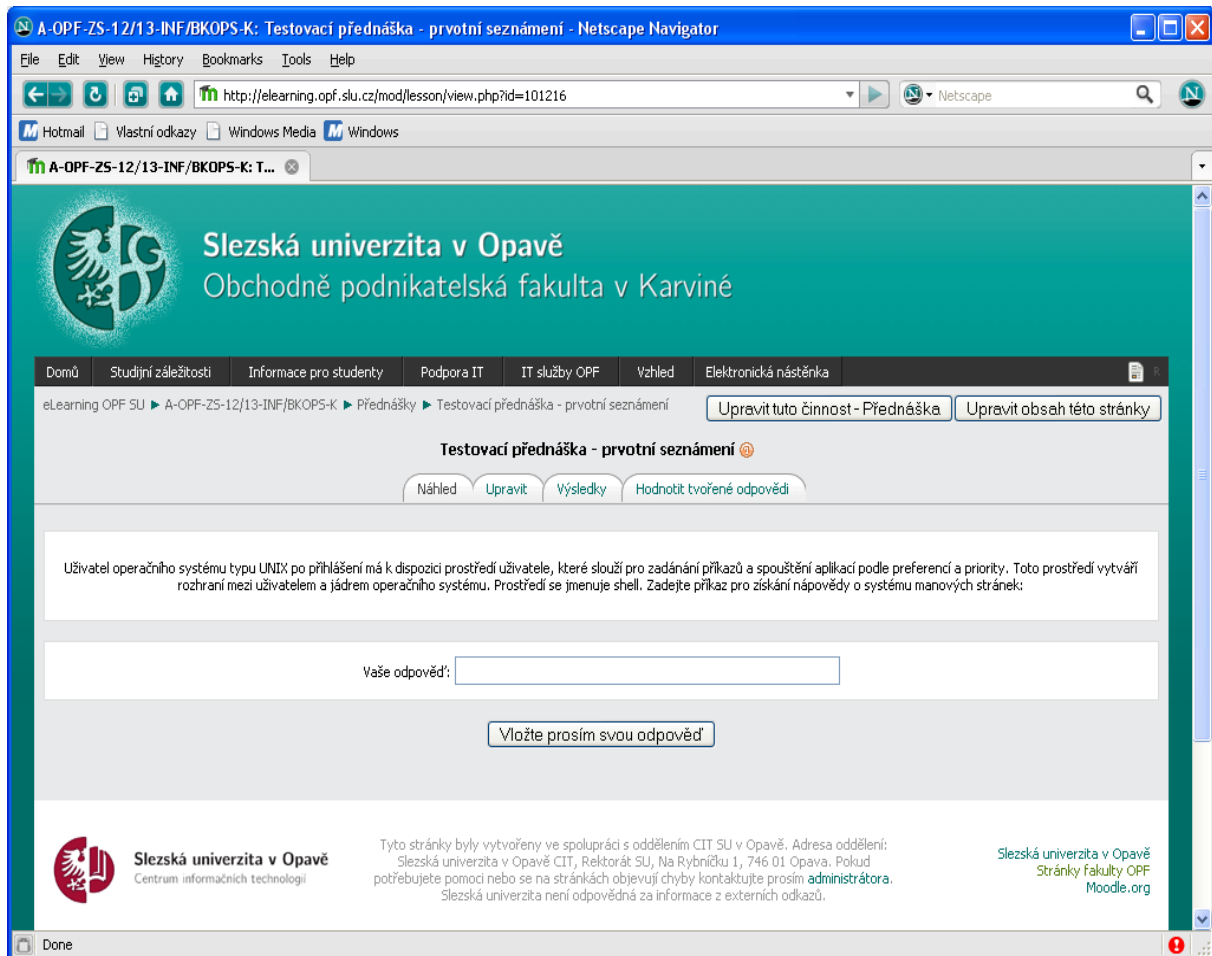 A-OPF-ZS-12/13-INF/BKOPS-K: Testovací přednáška - prvotní seznámení - Netscape Navigator
File Edit View History Bookmarks Tools Help
http://elearning.opf.slu.cz/mod/lesson/view.php?id=101216 Netscape
Hotmail Vlastní odkazy Windows Media Windows
A-OPF-ZS-12/13-INF/BKOPS-K: T...
Slezská univerzita v Opavě
Obchodně podnikatelská fakulta v Karviné
Domů Studijní záležitosti Informace pro studenty Podpora IT IT služby OPF Vzhled Elektronická nástěnka R
eLearning OPF SU ► A-OPF-ZS-12/13-INF/BKOPS-K ► Přednášky ► Testovací přednáška - prvotní seznámení Upravit tuto činnost - Přednáška Upravit obsah této stránky
Testovací přednáška - prvotní seznámení
Náhled Upravit Výsledky Hodnotit tvořené odpovědi
Uživatel operačního systému typu UNIX po přihlášení má k dispozici prostředí uživatele, které slouží pro zadánání příkazů a spouštění aplikací podle preferencí a priority. Toto prostředí vytváří
rozhraní mezi uživatelem a jádrem operačního systému. Prostředí se jmenuje shell. Zadejte příkaz pro získání nápovědy o systému manových stránek:
Vaše odpověď:
Vložte prosím svou odpověď
Slezská univerzita v Opavě
Centrum informačních technologií
Tyto stránky byly vytvořeny ve spolupráci s oddělením CIT SU v Opavě. Adresa oddělení:
Slezská univerzita v Opavě CIT, Rektorát SU, Na Rybníčku 1, 746 01 Opava. Pokud
potřebujete pomoci nebo se na stránkách objevují chyby kontaktujte prosím administrátora.
Slezská univerzita není odpovědná za informace z externích odkazů.
Slezská univerzita v Opavě
Stránky fakulty OPF
Moodle.org
Done